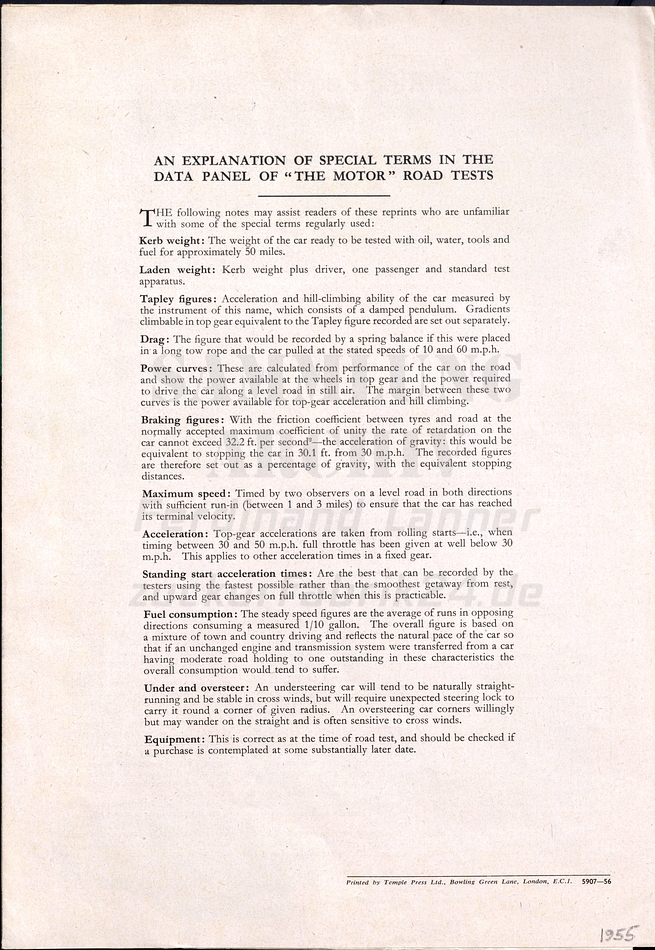 AN EXPLANATION OF SPECIAL TERMS IN THE
DATA PANEL OF “THE MOTOR” ROAD TESTS
THE following notes may assist readers of these reprints who are unfamiliar
with some of the special terms regularly used:
Kerb weight: The weight of the car ready to be tested with oil, water, tools and
fuel for approximately 50 miles.
Laden weight: Kerb weight plus driver, one passenger and standard test
apparatus.
Tapley figures: Acceleration and hill-climbing ability of the car measured by
the instrument of this name, which consists of a damped pendulum. Gradients
climbable in top gear equivalent to the Tapley figure recorded are set out separately.
Drag: The figure that would be recorded by a spring balance if this were placed
in a long tow rope and the car pulled at the stated speeds of 10 and 60 m.p.h.
Power curves: These are calculated from performance of the car on the road
and show the power available at the wheels in top gear and the power required
to drive the car along a level road in still air. The margin between these two
curves is the power available for top-gear acceleration and hill climbing.
Braking figures: With the friction coefficient between tyres and road at the
normally accepted maximum coefficient of unity the rate of retardation on the
car cannot exceed 32.2 ft. per second²—the acceleration of gravity: this would be
equivalent to stopping the car in 30.1 ft. from 30 m.p.h. The recorded figures
are therefore set out as a percentage of gravity, with the equivalent stopping
distances.
Maximum speed: Timed by two observers on a level road in both directions
with sufficient run-in (between 1 and 3 miles) to ensure that the car has reached
its terminal velocity.
Acceleration: Top-gear accelerations are taken from rolling starts—i.e., when
timing between 30 and 50 m.p.h. full throttle has been given at well below 30
m.p.h. This applies to other acceleration times in a fixed gear.
Standing start acceleration times: Are the best that can be recorded by the
testers using the fastest possible rather than the smoothest getaway from rest,
and upward gear changes on full throttle when this is practicable.
Fuel consumption: The steady speed figures are the average of runs in opposing
directions consuming a measured 1/10 gallon. The overall figure is based on
a mixture of town and country driving and reflects the natural pace of the car so
that if an unchanged engine and transmission system were transferred from a car
having moderate road holding to one outstanding in these characteristics the
overall consumption would tend to suffer.
Under and oversteer: An understeering car will tend to be naturally straight-
running and be stable in cross winds, but will require unexpected steering lock to
carry it round a corner of given radius. An oversteering car corners willingly
but may wander on the straight and is often sensitive to cross winds.
Equipment: This is correct as at the time of road test, and should be checked if
a purchase is contemplated at some substantially later date.
Printed by Temple Press Ltd., Bowling Green Lane, London, E.C.1. 5907—56
1955